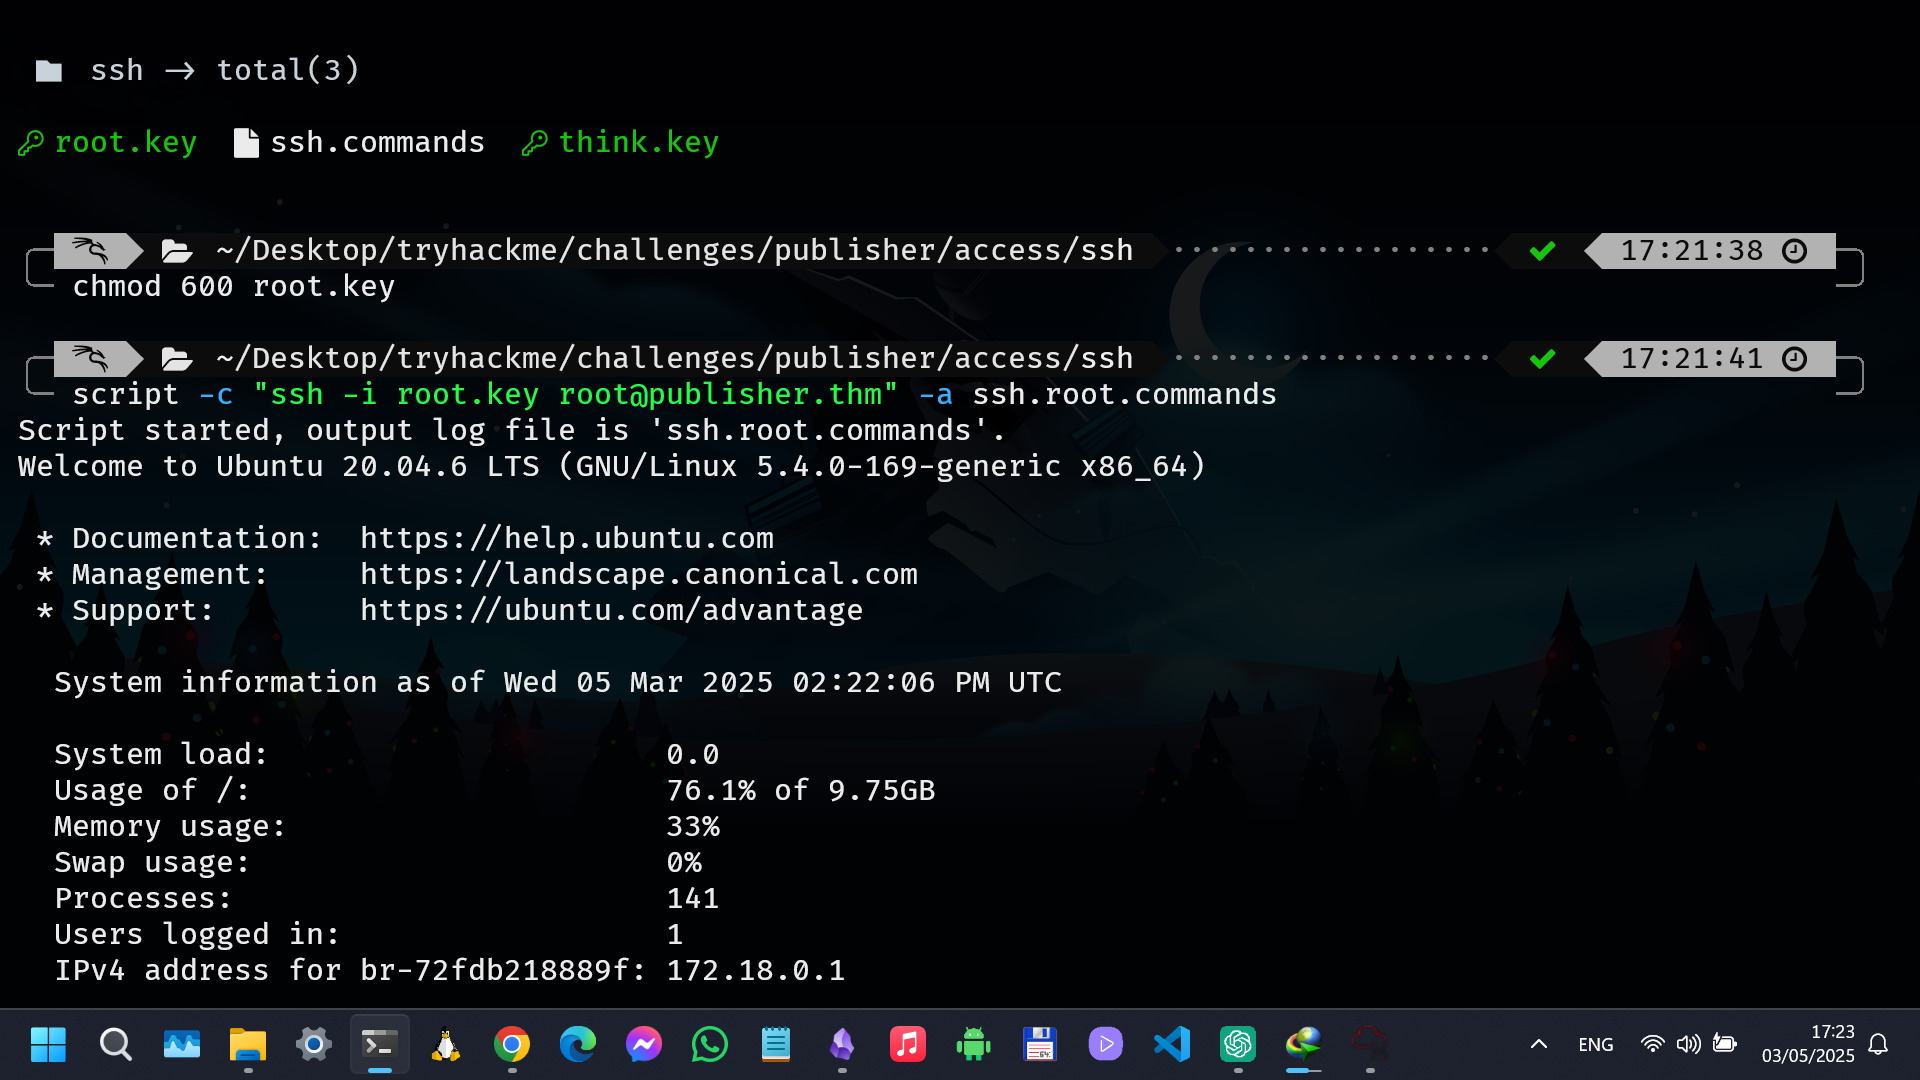 ssh → total(3)
root.key ssh.commands think.key
~/Desktop/tryhackme/challenges/publisher/access/ssh 17:21:38
chmod 600 root.key
~/Desktop/tryhackme/challenges/publisher/access/ssh 17:21:41
script -c "ssh -i root.key root@publisher.thm" -a ssh.root.commands
Script started, output log file is 'ssh.root.commands'.
Welcome to Ubuntu 20.04.6 LTS (GNU/Linux 5.4.0-169-generic x86_64)
* Documentation: https://help.ubuntu.com
* Management: https://landscape.canonical.com
* Support: https://ubuntu.com/advantage
System information as of Wed 05 Mar 2025 02:22:06 PM UTC
System load: 0.0
Usage of /: 76.1% of 9.75GB
Memory usage: 33%
Swap usage: 0%
Processes: 141
Users logged in: 1
IPv4 address for br-72fdb218889f: 172.18.0.1
ENG
17:23
03/05/2025